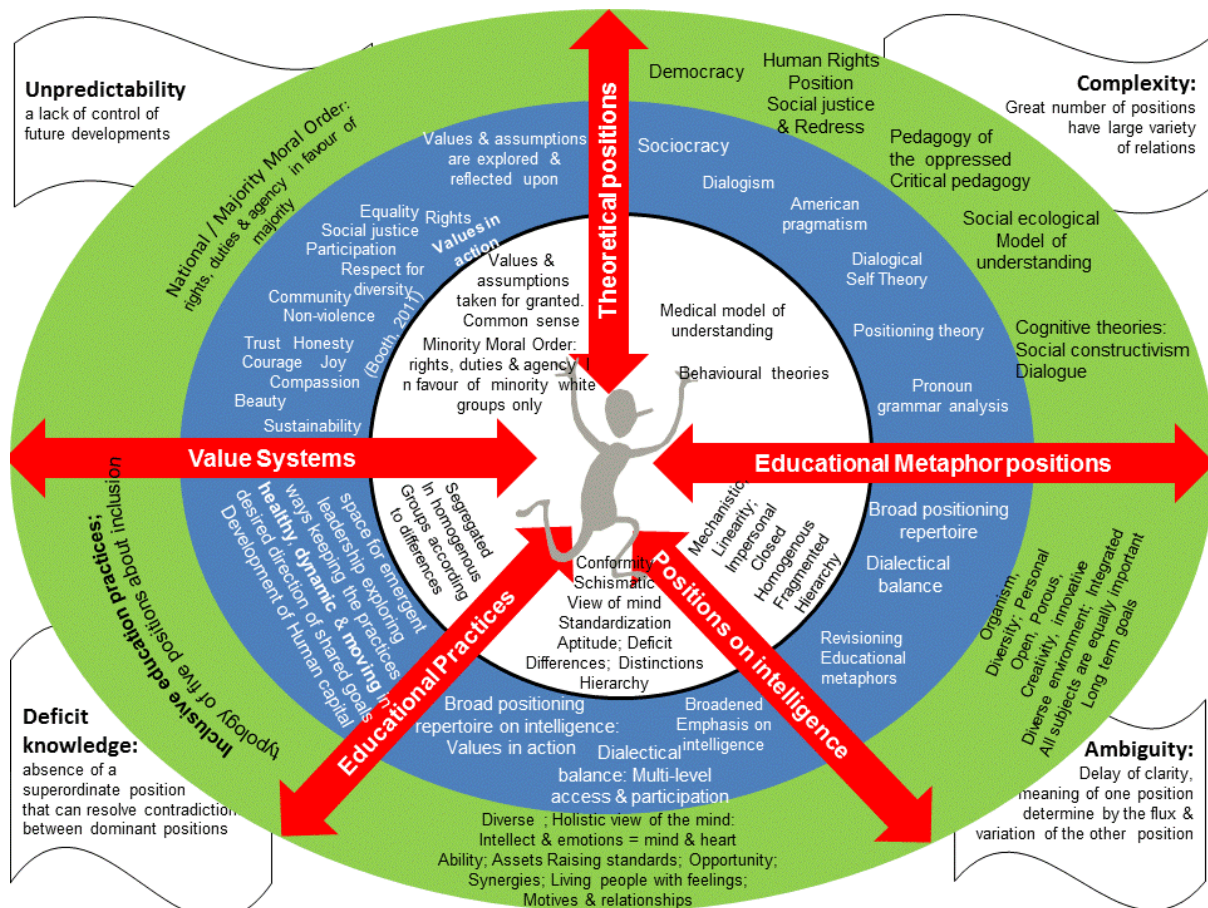 Unpredictability
a lack of control of
future developments
Complexity:
Great number of positions
have large variety
of relations
National / Majority Moral Order:
rights, duties & agency in favour of
majority
Democracy
Human Rights
Position
Social justice
& Redress
Pedagogy of
the oppressed
Critical pedagogy
Social ecological
Model of
understanding
Cognitive theories:
Social constructivism
Dialogue
Values & assumptions
are explored &
reflected upon
Equality
Social justice
Rights
Participation
Respect for
diversity
Values in
action
(Booth, 2011)
Community
Non-violence
Trust Honesty
Courage Joy
Compassion
Beauty
Sustainability
Sociocracy
Dialogism
American
pragmatism
Dialogical
Self Theory
Positioning theory
Pronoun
grammar analysis
Theoretical positions
Values &
assumptions
taken for granted.
Common sense
Minority Moral Order:
rights, duties & agency I
n favour of minority white
groups only
Medical model of
understanding
Behavioural theories
Value Systems
Educational Metaphor positions
Inclusive education practices;
typology of five positions about inclusion
space for emergent
leadership exploring
ways keeping the practices
healthy, dynamic & moving in
desired direction of shared goals
Development of Human capital
Segregated
In homogenous
Groups according
to differences
Educational Practices
Conformity
Schismatic
View of mind
Standardization
Aptitude; Deficit
Differences; Distinctions
Hierarchy
Mechanistic,
Linearity;
Impersonal
Closed
Homogenous
Fragmented
Hierarchy
Positions on intelligence
Broad positioning
repertoire
Dialectical
balance
Revisioning
Educational
metaphors
Organism,
Diversity; Personal
Open, Porous,
Creativity, innovative
Diverse environment; Integrated
All subjects are equally important
Long term goals
Broad positioning
repertoire on intelligence:
Values in action
Broadened
Emphasis on
intelligence
Dialectical
balance: Multi-level
access & participation
Diverse ; Holistic view of the mind:
Intellect & emotions = mind & heart
Ability; Assets Raising standards; Opportunity;
Synergies; Living people with feelings;
Motives & relationships
Deficit
knowledge:
absence of a
superordinate position
that can resolve contradiction
between dominant positions
Ambiguity:
Delay of clarity,
meaning of one position
determine by the flux &
variation of the other position